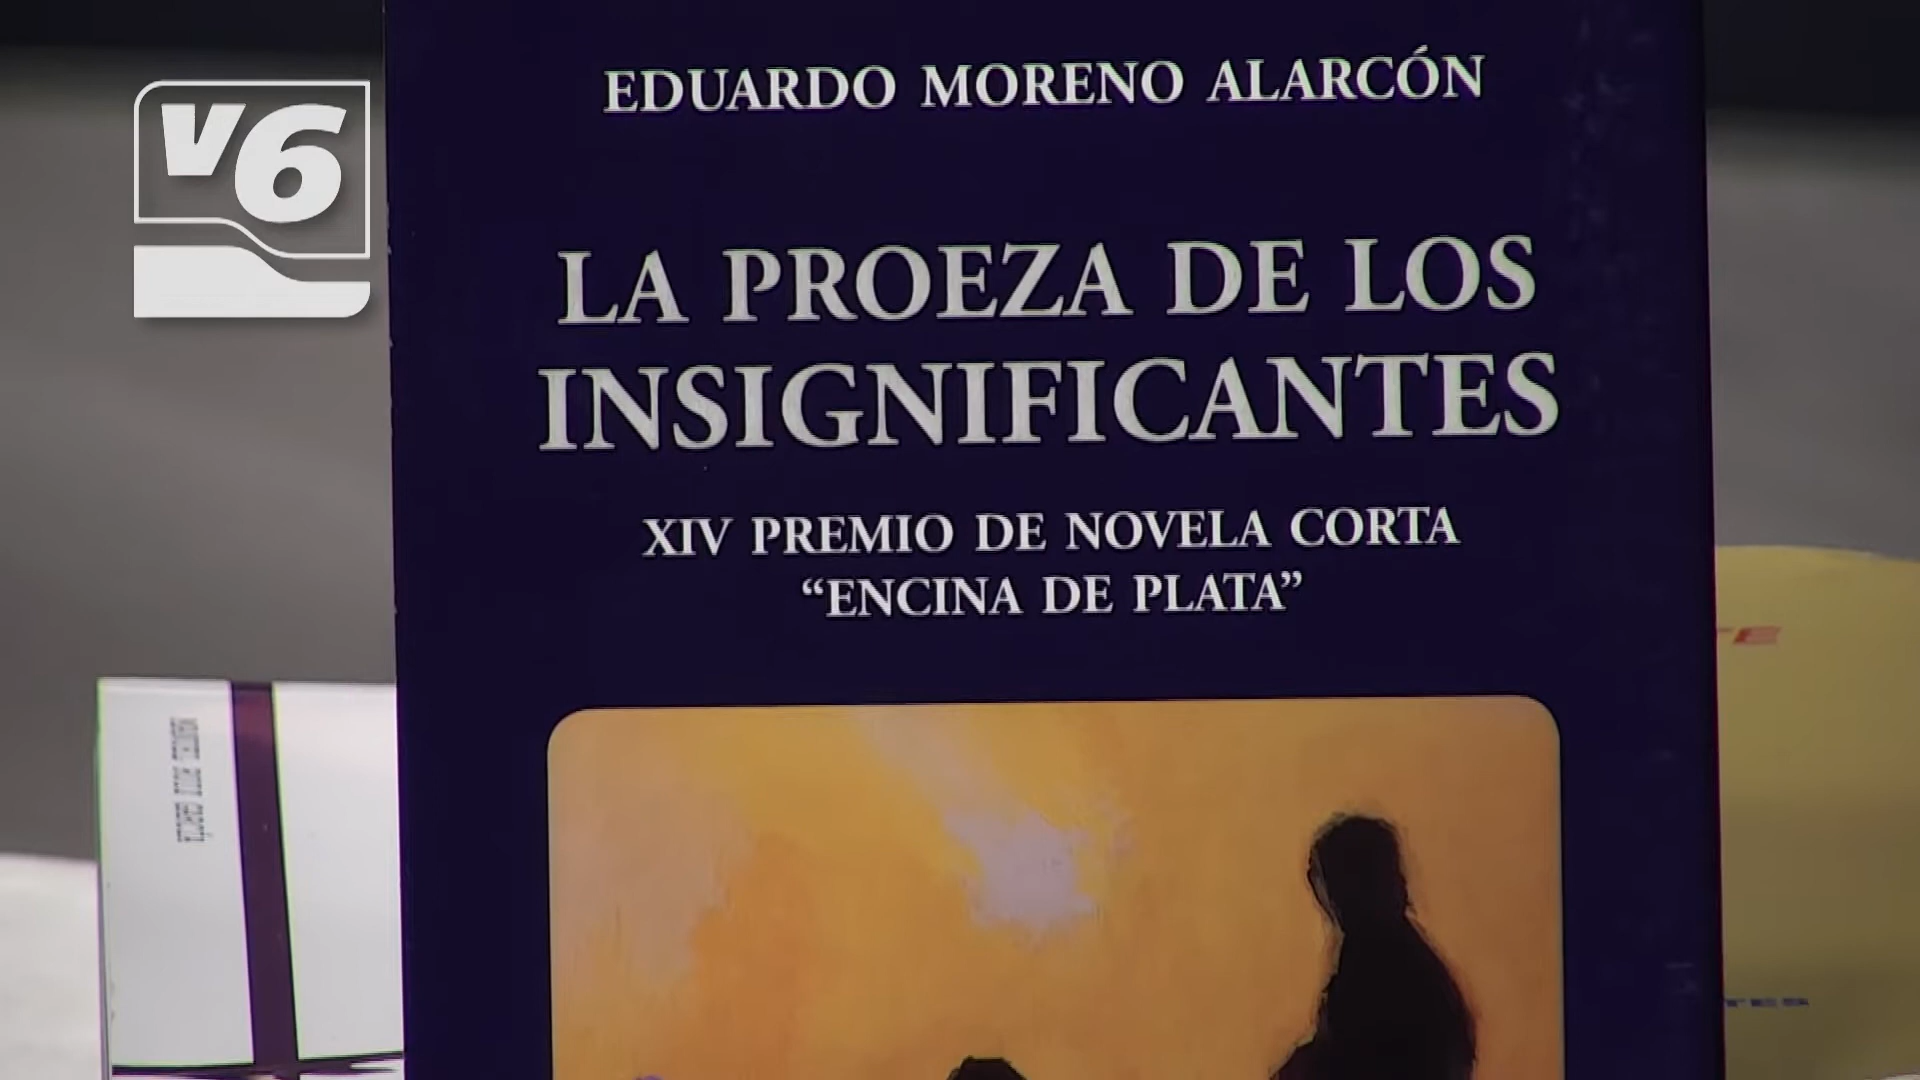 V6
EDUARDO MORENO ALARCÓN
LA PROEZA DE LOS
INSIGNIFICANTES
XIV PREMIO DE NOVELA CORTA
“ENCINA DE PLATA”